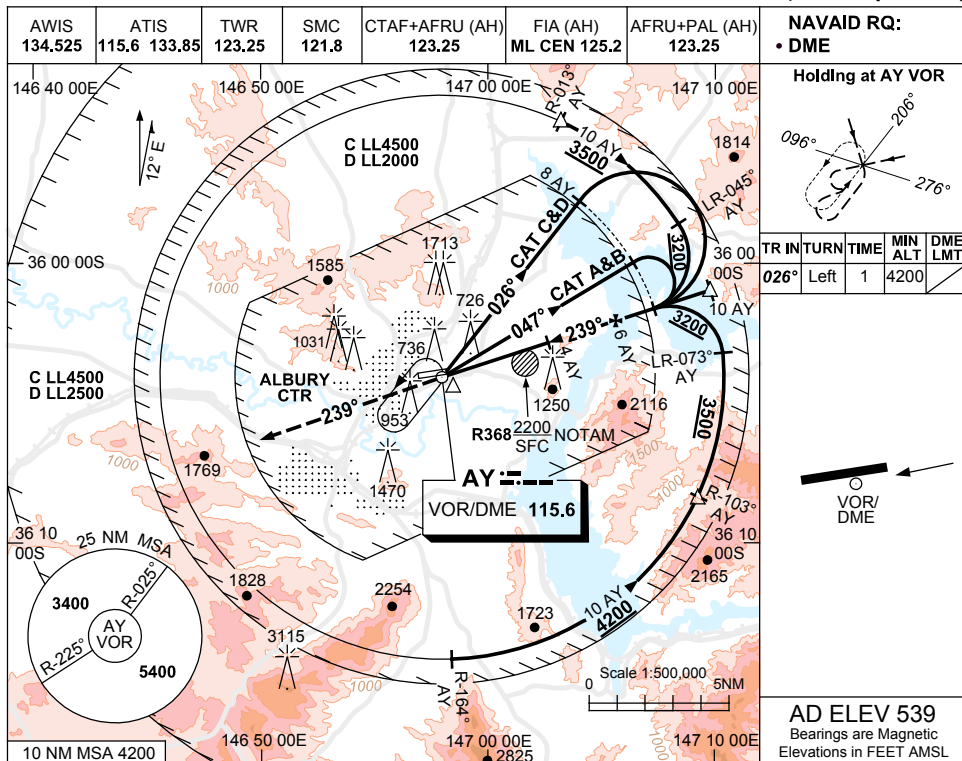 AWIS
134.525
ATIS
115.6 133.85
TWR
123.25
SMC
121.8
CTAF+AFRU (AH)
123.25
FIA (AH)
ML CEN 125.2
AFRU+PAL (AH)
123.25
NAVAID RQ:
• DME
146 40 00E
146 50 00E
147 00 00E
147 10 00E
12° E
C LL4500
D LL2000
R-013°
AY
10 AY
3500
1814
8 AY
LR-045°
AY
CAT C&D
026°
3200
1713
36 00 00S
36 00
00S
1585
1000
726
047° CAT A&B
10 AY
3200
239°
6 AY
4 AY
1031
736
LR-073°
AY
C LL4500
D LL2500
ALBURY
CTR
239°
953
1250
2116
3500
R368
2200
SFC
NOTAM
1500
1000
1769
1000
1470
AY
VOR/DME 115.6
R-103°
AY
36 10
00S
36 10
00S
2165
25 NM MSA
R-025°
3400
AY
VOR
R-225°
5400
1828
2254
1723
10 AY
4200
3115
1000
R-164°
AY
Scale 1:500,000
0
5NM
146 50 00E
147 00 00E
147 10 00E
2825
10 NM MSA 4200
Holding at AY VOR
206°
096°
276°
TR IN TURN TIME MIN ALT DME LMT
026° Left 1 4200
VOR/
DME
AD ELEV 539
Bearings are Magnetic
Elevations in FEET AMSL